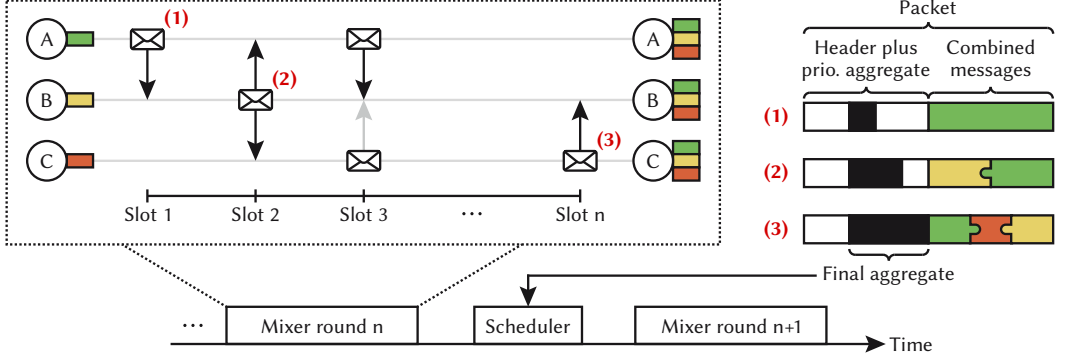 A
(1)
A
B
(2)
B
C
(3)
C
Slot 1
Slot 2
Slot 3
...
Slot n
Packet
Header plus
prio. aggregate
Combined
messages
(1)
(2)
(3)
Final aggregate
...
Mixer round n
Scheduler
Mixer round n+1
Time